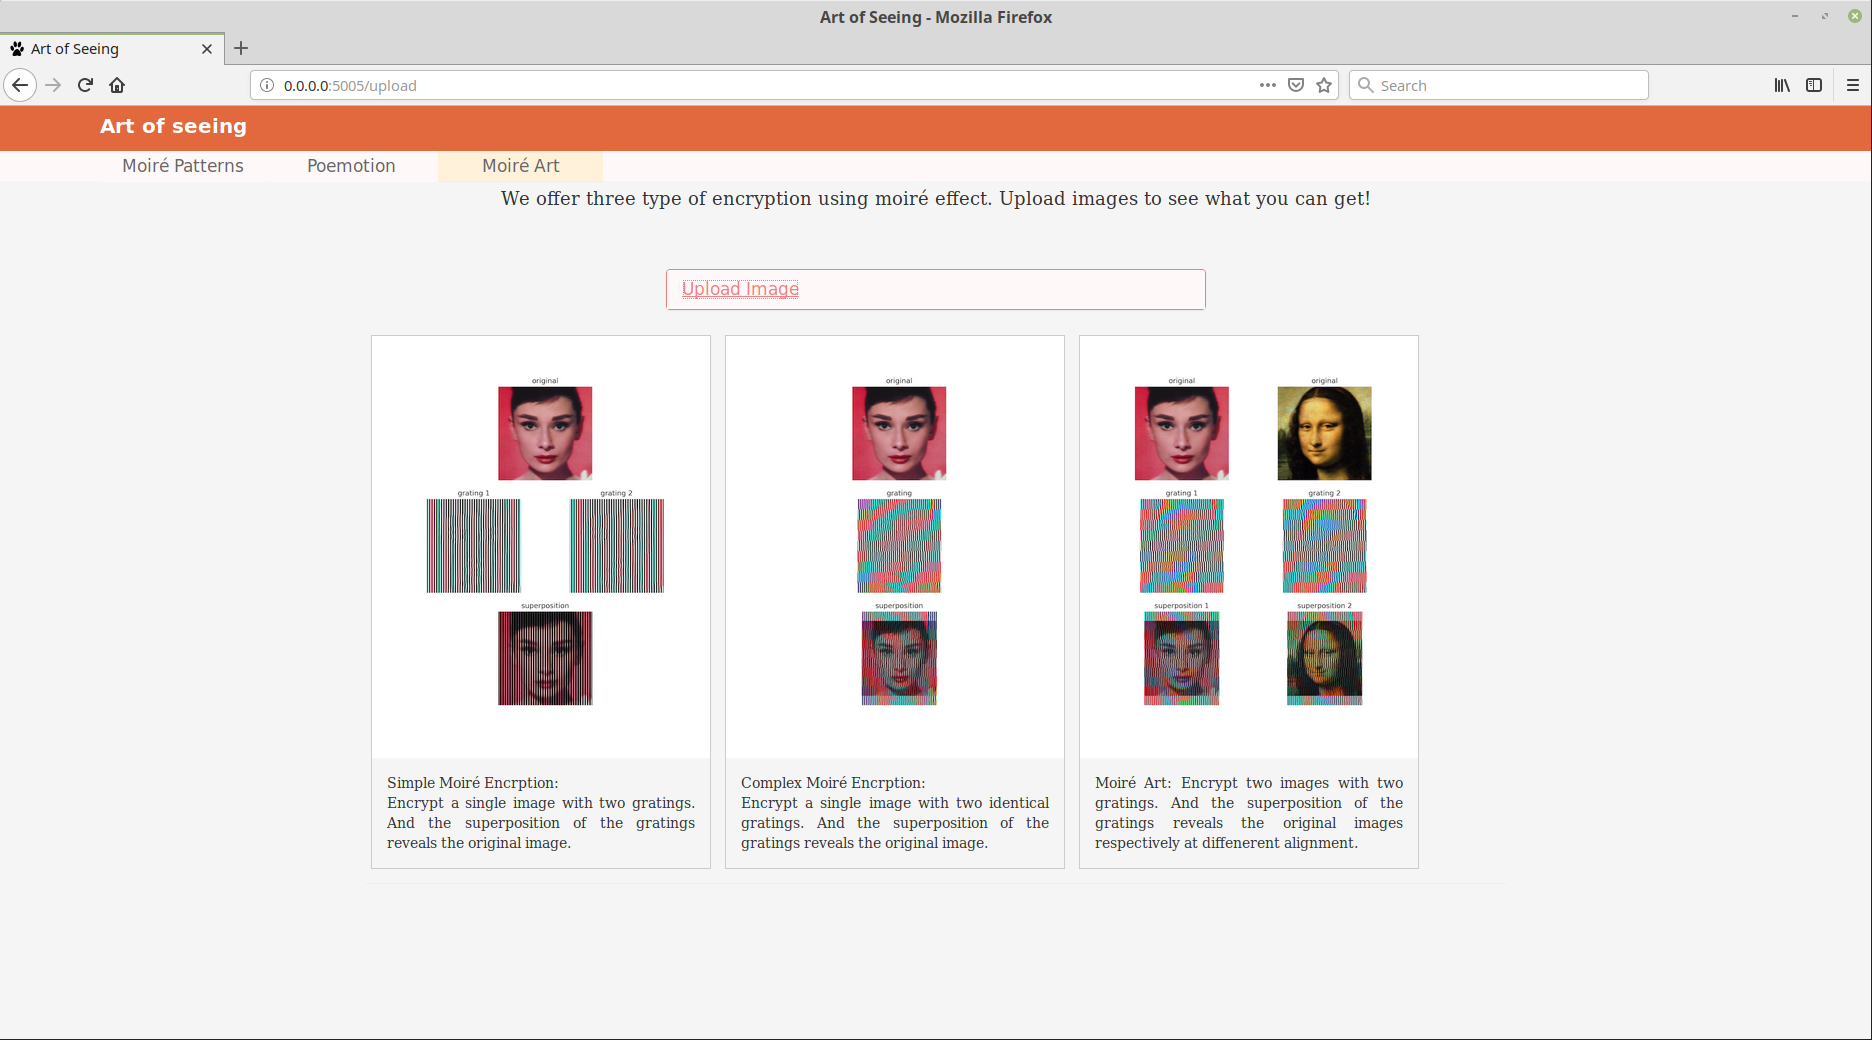 Art of Seeing - Mozilla Firefox
Art of Seeing
0.0.0.0:5005/upload
Search
Art of seeing
Moiré Patterns
Poemotion
Moiré Art
We offer three type of encryption using moiré effect. Upload images to see what you can get!
Upload Image
original
grating 1
grating 2
superposition
Simple Moiré Encrption:
Encrypt a single image with two gratings.
And the superposition of the gratings
reveals the original image.
original
grating
superposition
Complex Moiré Encrption:
Encrypt a single image with two identical
gratings. And the superposition of the
gratings reveals the original image.
original
original
grating 1
grating 2
superposition 1
superposition 2
Moiré Art: Encrypt two images with two
gratings. And the superposition of the
gratings reveals the original images
respectively at diffenerent alignment.